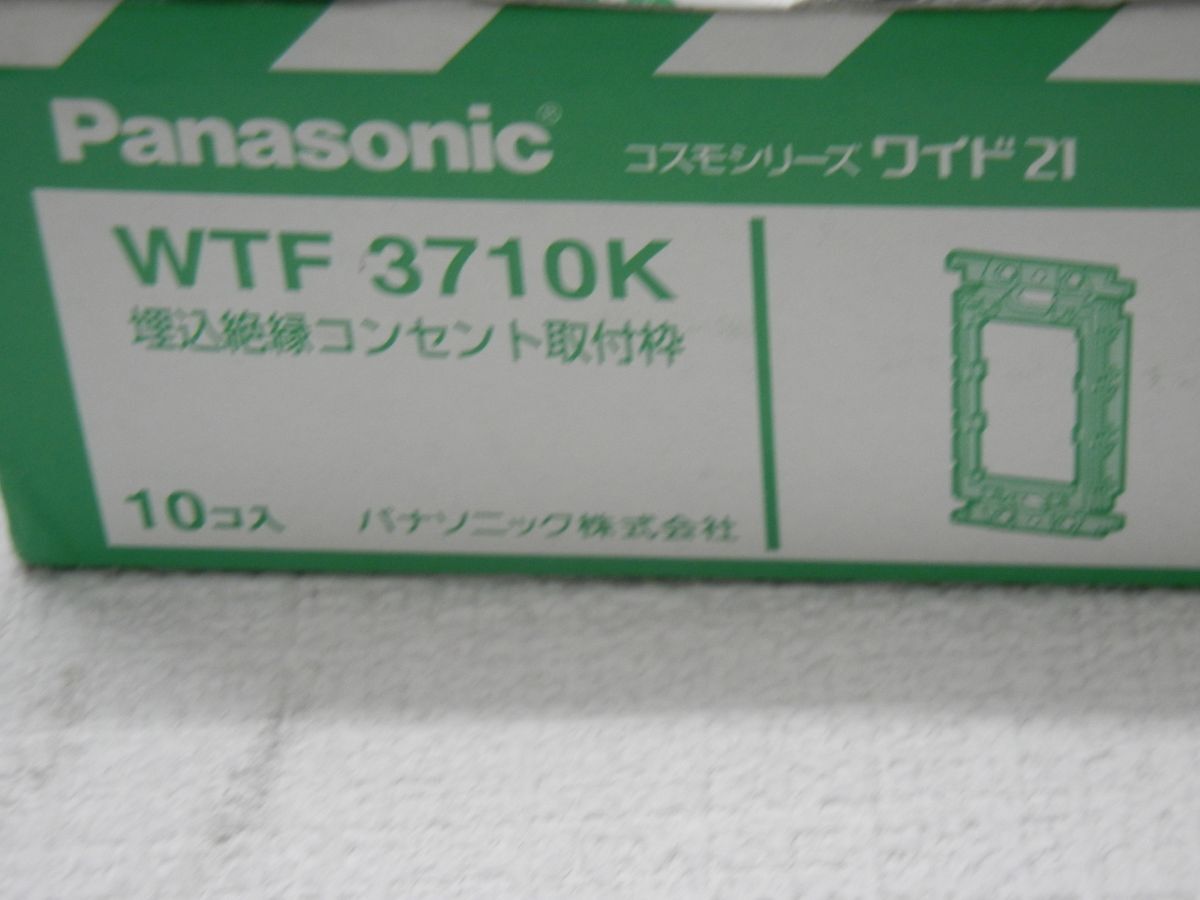 Panasonic®
コスモシリーズ ワイド21
WTF 3710K
埋込絶縁コンセント取付枠
10コ入 パナソニック株式会社